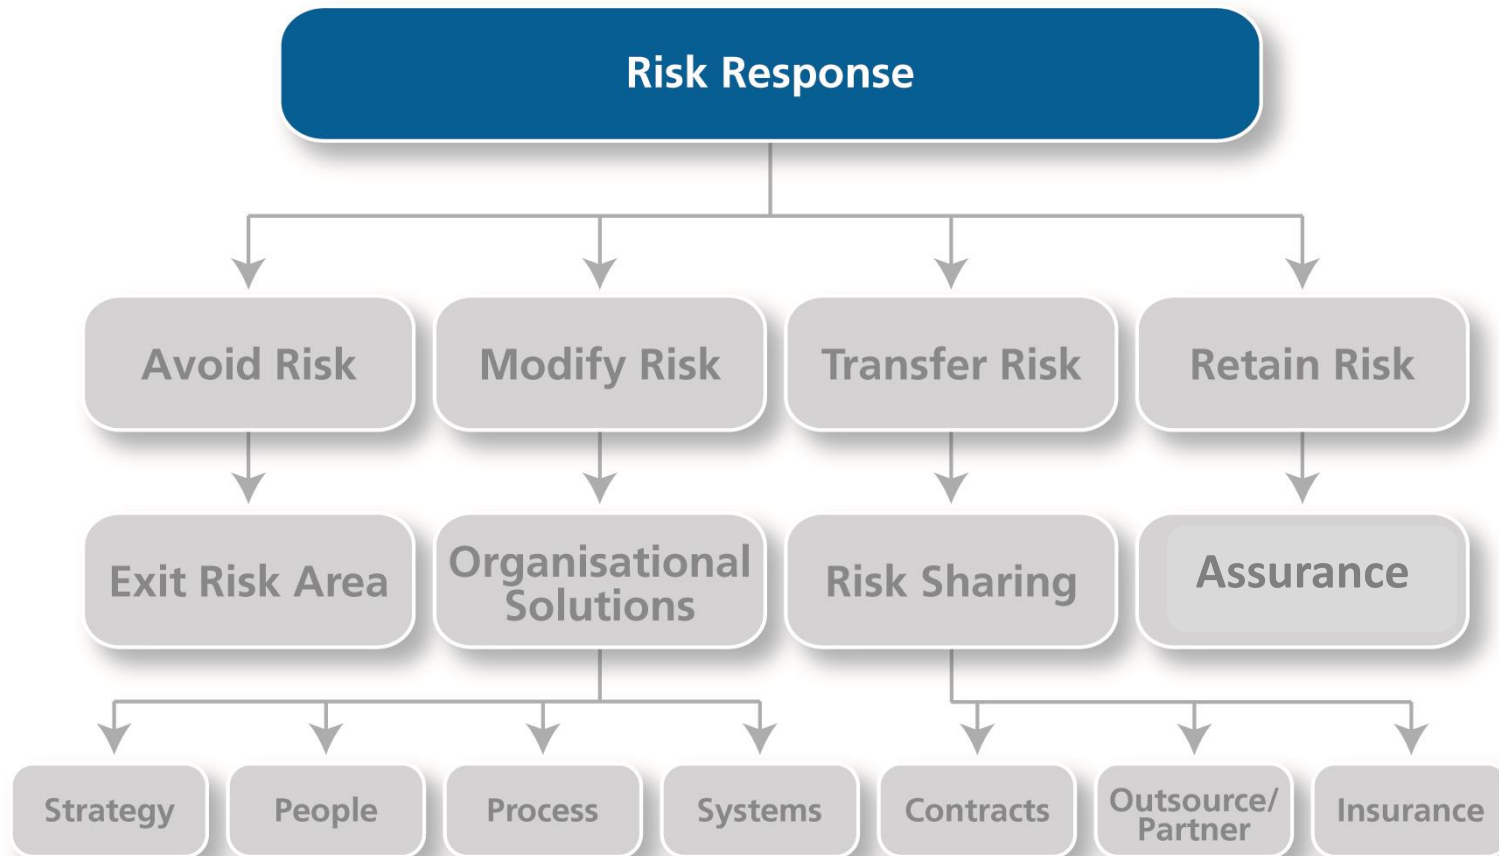 Risk Response
Avoid Risk
Modify Risk
Transfer Risk
Retain Risk
Exit Risk Area
Organisational
Solutions
Risk Sharing
Assurance
Strategy
People
Process
Systems
Contracts
Outsource/
Partner
Insurance